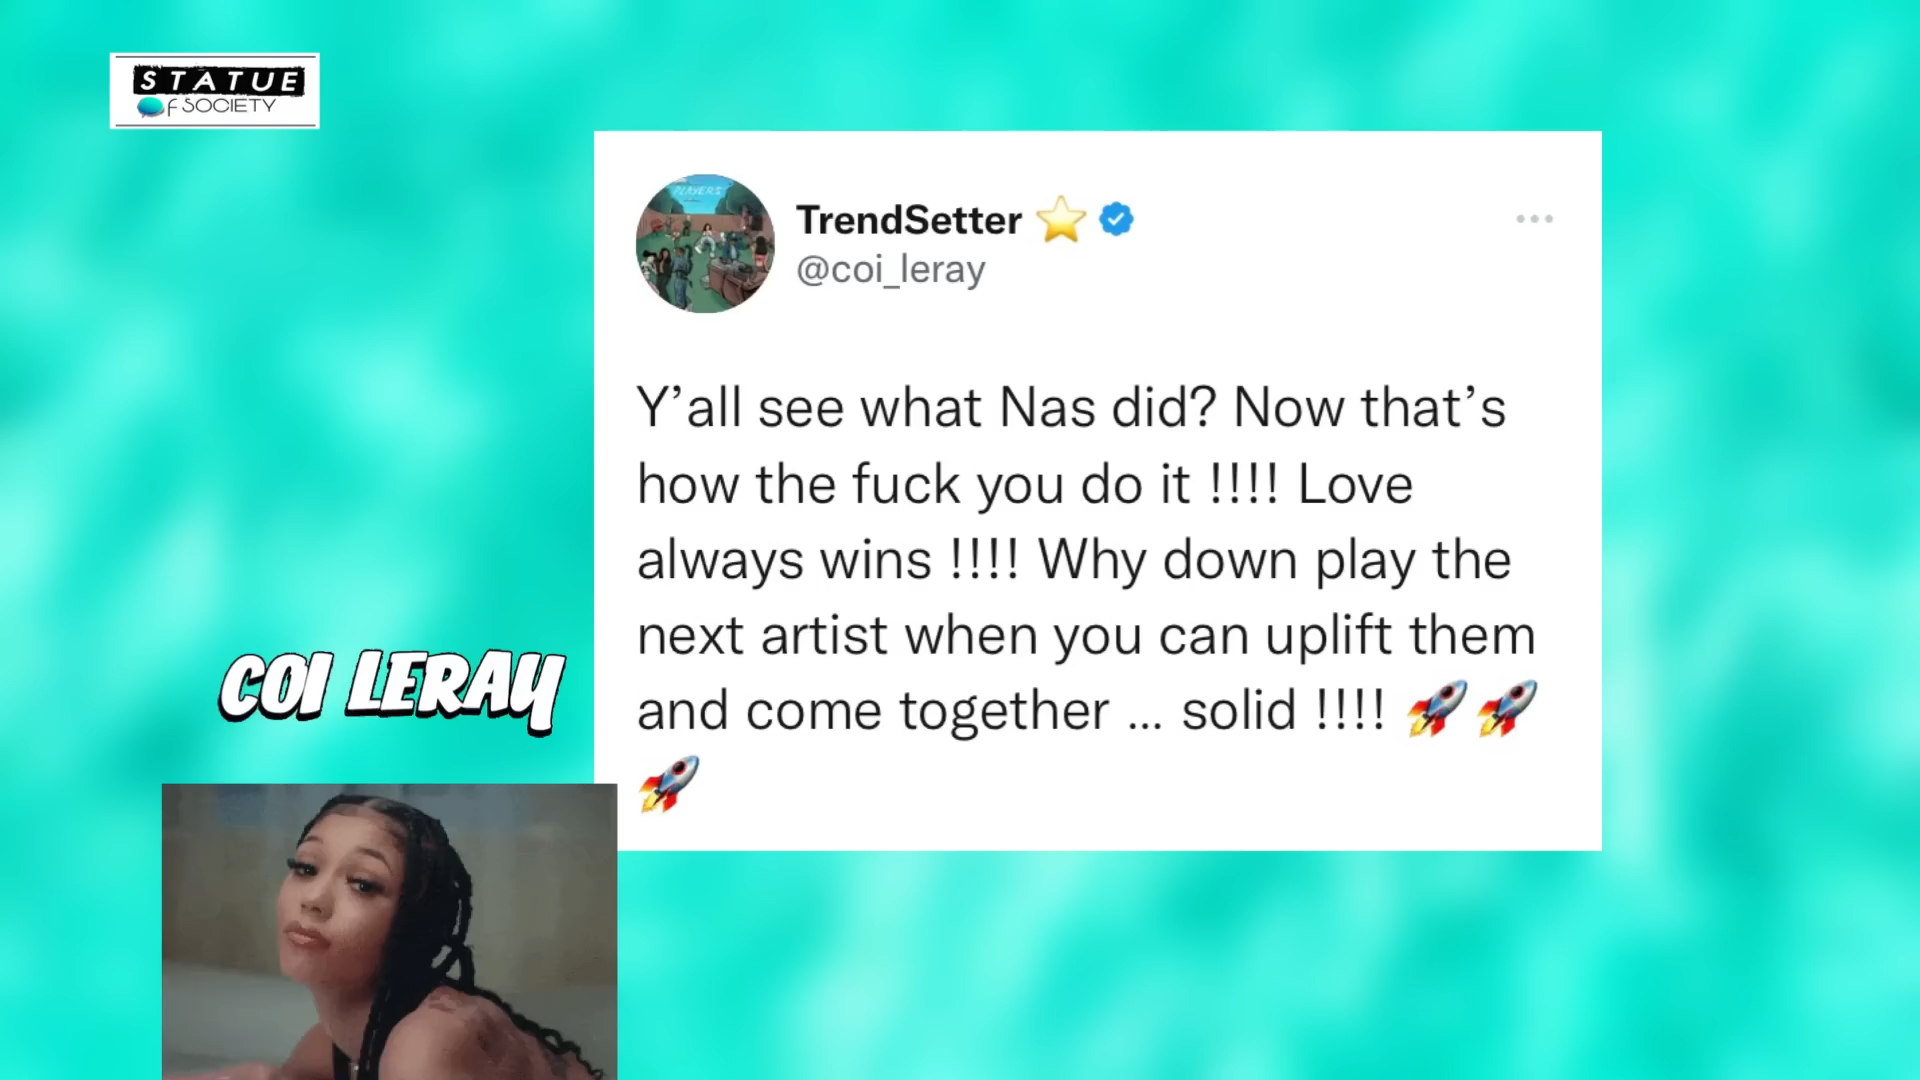 STATUE
OF SOCIETY
PLAYERS
TrendSetter ⭐
@coi_leray
Y’all see what Nas did? Now that’s
how the fuck you do it !!!! Love
always wins !!!! Why down play the
next artist when you can uplift them
and come together ... solid !!!! 🚀🚀
🚀
COI LERAY